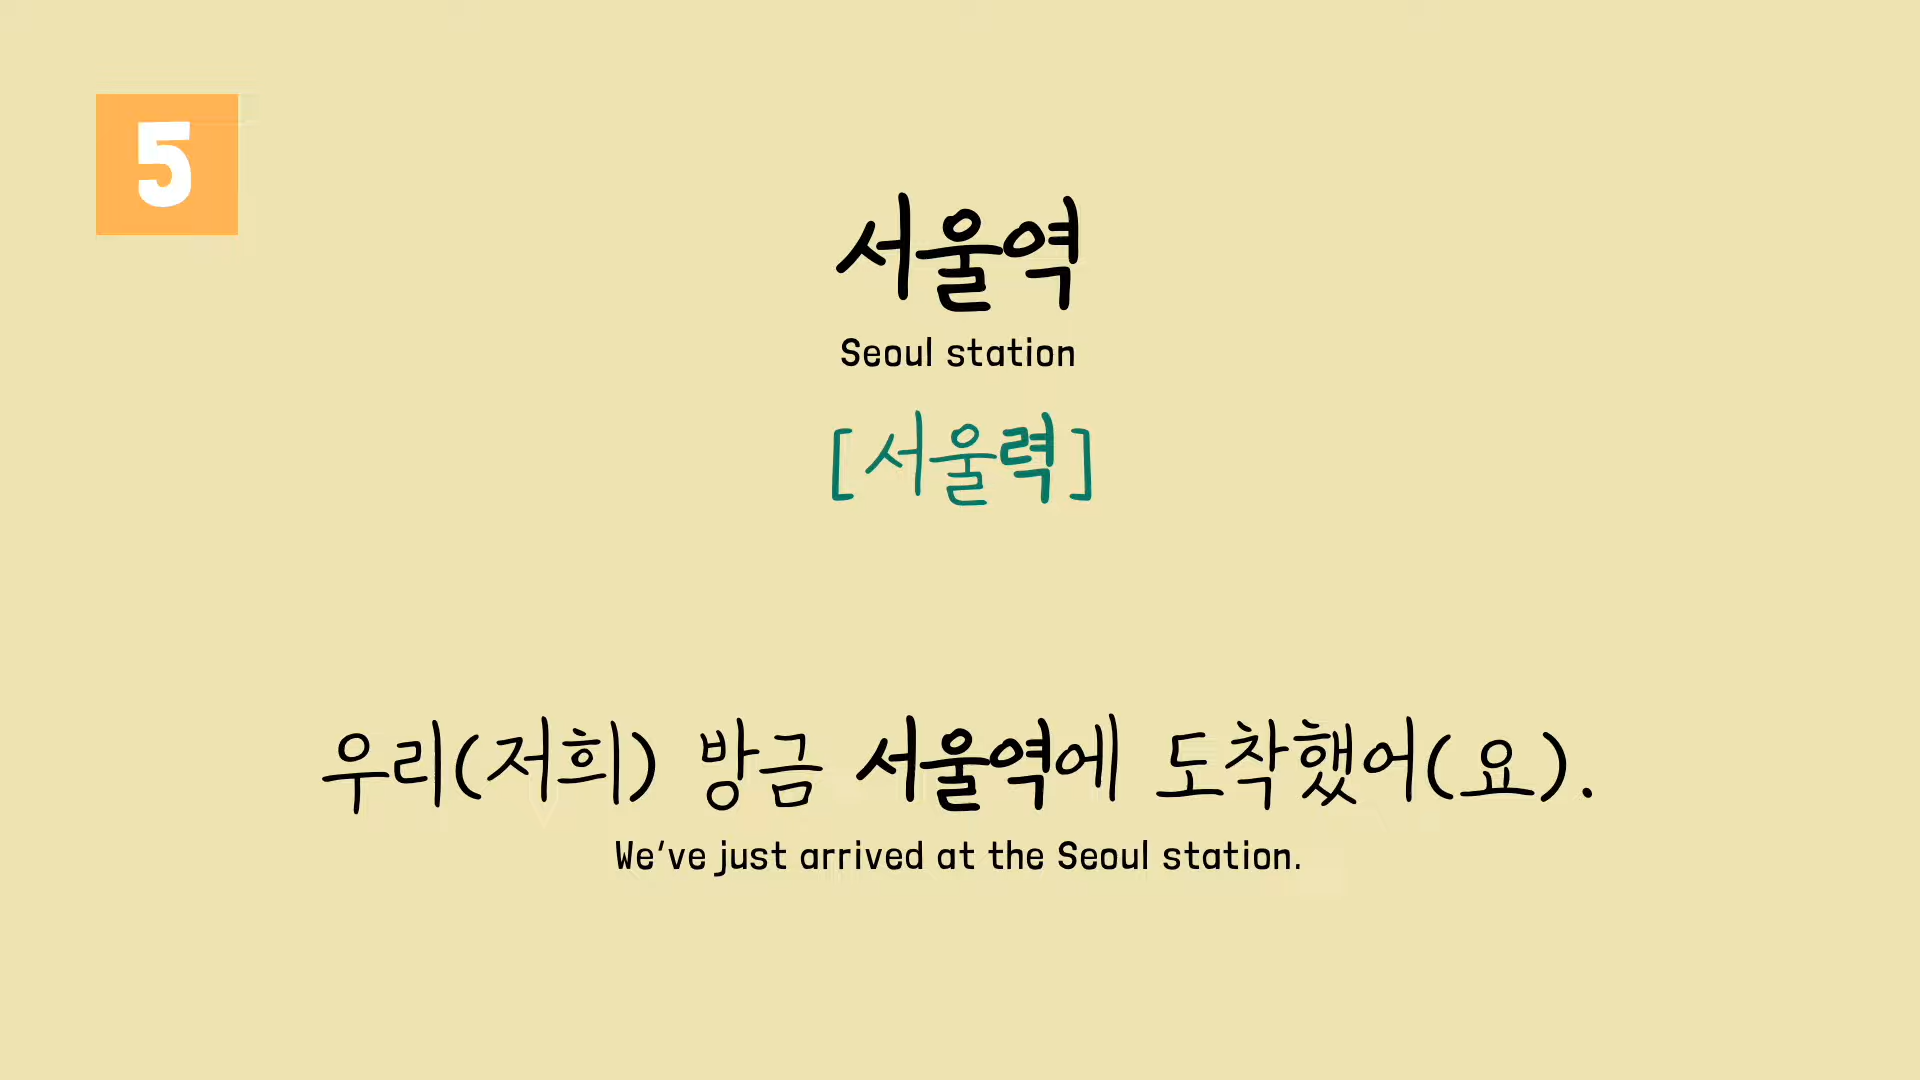 5
서울역
Seoul station
[서울력]
우리(저희) 방금 서울역에 도착했어(요).
We've just arrived at the Seoul station.